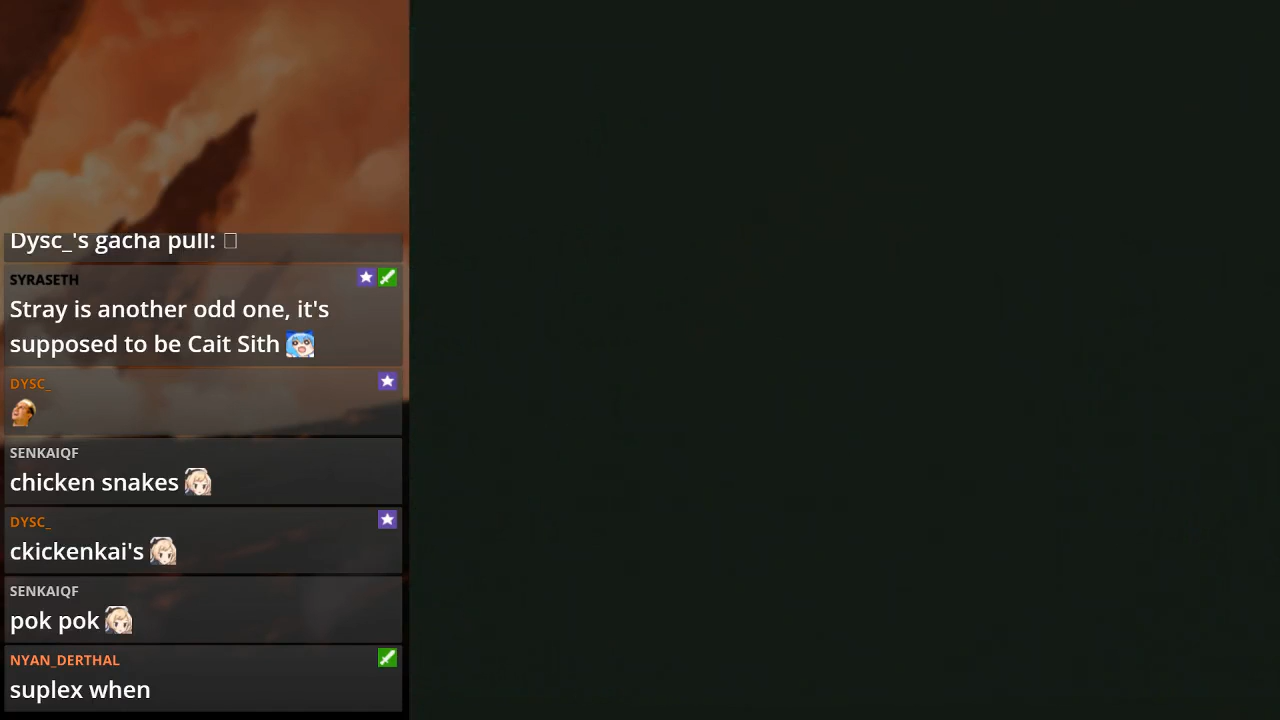 Dysc_'s gacha pull:
SYRASETH
Stray is another odd one, it's
supposed to be Cait Sith
DYSC_
SENKAIQF
chicken snakes
DYSC_
ckickenkai's
SENKAIQF
pok pok
NYAN_DERTHAL
suplex when